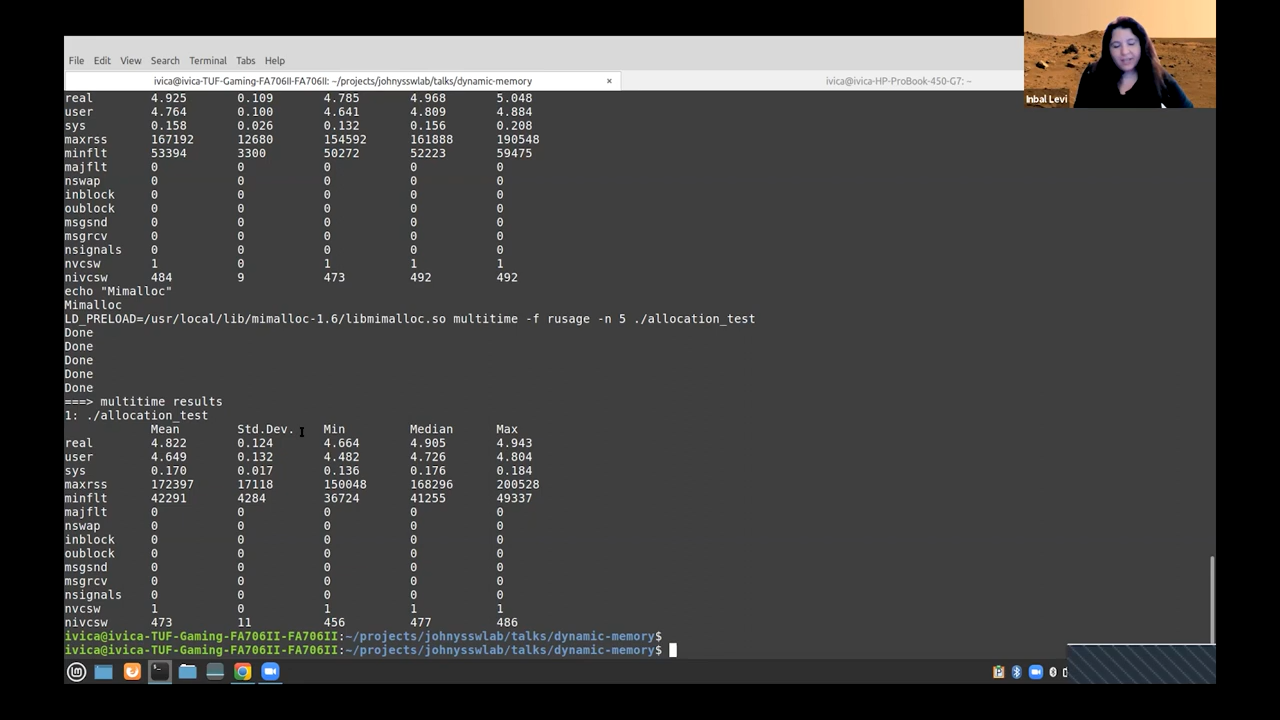 File Edit View Search Terminal Tabs Help
ivica@ivica-TUF-Gaming-FA706II-FA706II: ~/projects/johnysswlab/talks/dynamic-memory × ivica@ivica-HP-ProBook-450-G7: ~
real 4.925 0.109 4.785 4.968 5.048
user 4.764 0.100 4.641 4.809 4.884
sys 0.158 0.026 0.132 0.156 0.208
maxrss 167192 12680 154592 161888 190548
minflt 53394 3300 50272 52223 59475
majflt 0 0 0 0 0
nswap 0 0 0 0 0
inblock 0 0 0 0 0
oublock 0 0 0 0 0
msgsnd 0 0 0 0 0
msgrcv 0 0 0 0 0
nsignals 0 0 0 0 0
nvcsw 1 0 1 1 1
nivcsw 484 9 473 492 492
echo "Mimalloc"
Mimalloc
LD_PRELOAD=/usr/local/lib/mimalloc-1.6/libmimalloc.so multitime -f rusage -n 5 ./allocation_test
Done
Done
Done
Done
Done
===> multitime results
1: ./allocation_test
Mean Std.Dev. Min Median Max
real 4.822 0.124 4.664 4.905 4.943
user 4.649 0.132 4.482 4.726 4.804
sys 0.170 0.017 0.136 0.176 0.184
maxrss 172397 17118 150048 168296 200528
minflt 42291 4284 36724 41255 49337
majflt 0 0 0 0 0
nswap 0 0 0 0 0
inblock 0 0 0 0 0
oublock 0 0 0 0 0
msgsnd 0 0 0 0 0
msgrcv 0 0 0 0 0
nsignals 0 0 0 0 0
nvcsw 1 0 1 1 1
nivcsw 473 11 456 477 486
ivica@ivica-TUF-Gaming-FA706II-FA706II:~/projects/johnysswlab/talks/dynamic-memory$
ivica@ivica-TUF-Gaming-FA706II-FA706II:~/projects/johnysswlab/talks/dynamic-memory$
Inbal Levi